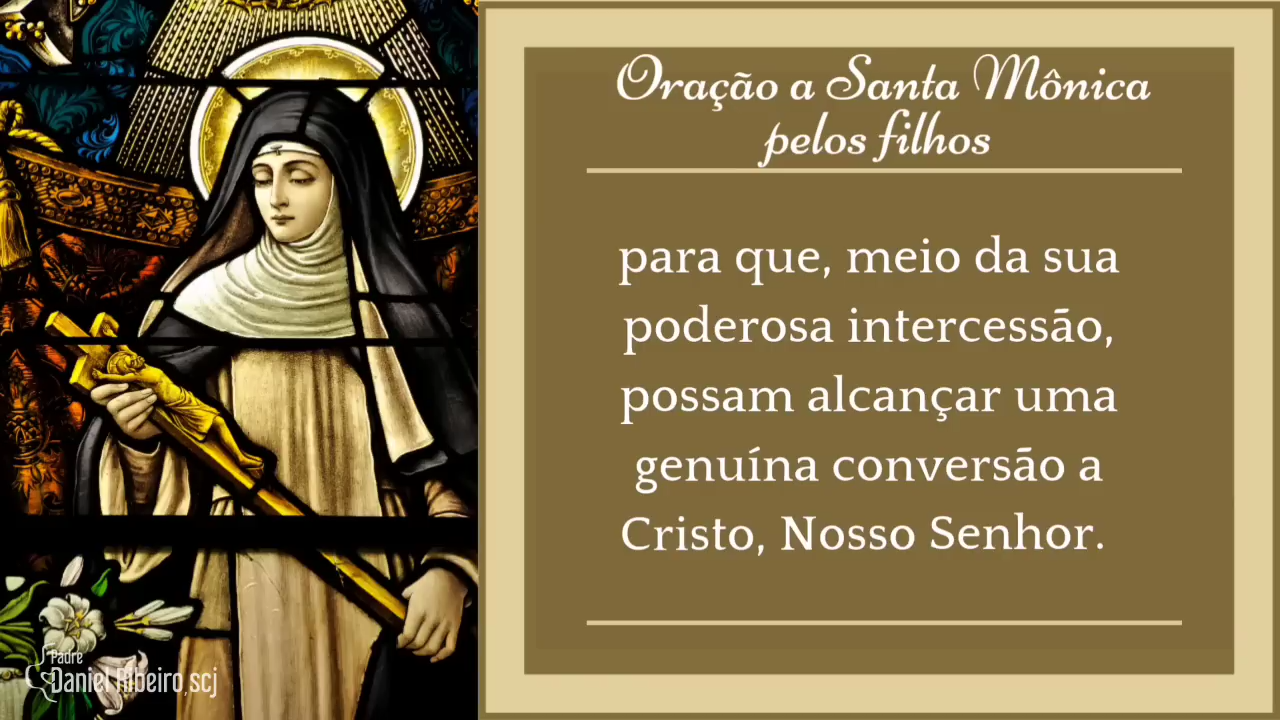 Oração a Santa Mônica
pelos filhos
para que, meio da sua
poderosa intercessão,
possam alcançar uma
genuína conversão a
Cristo, Nosso Senhor.
Padre
Daniel Ribeiro,scj